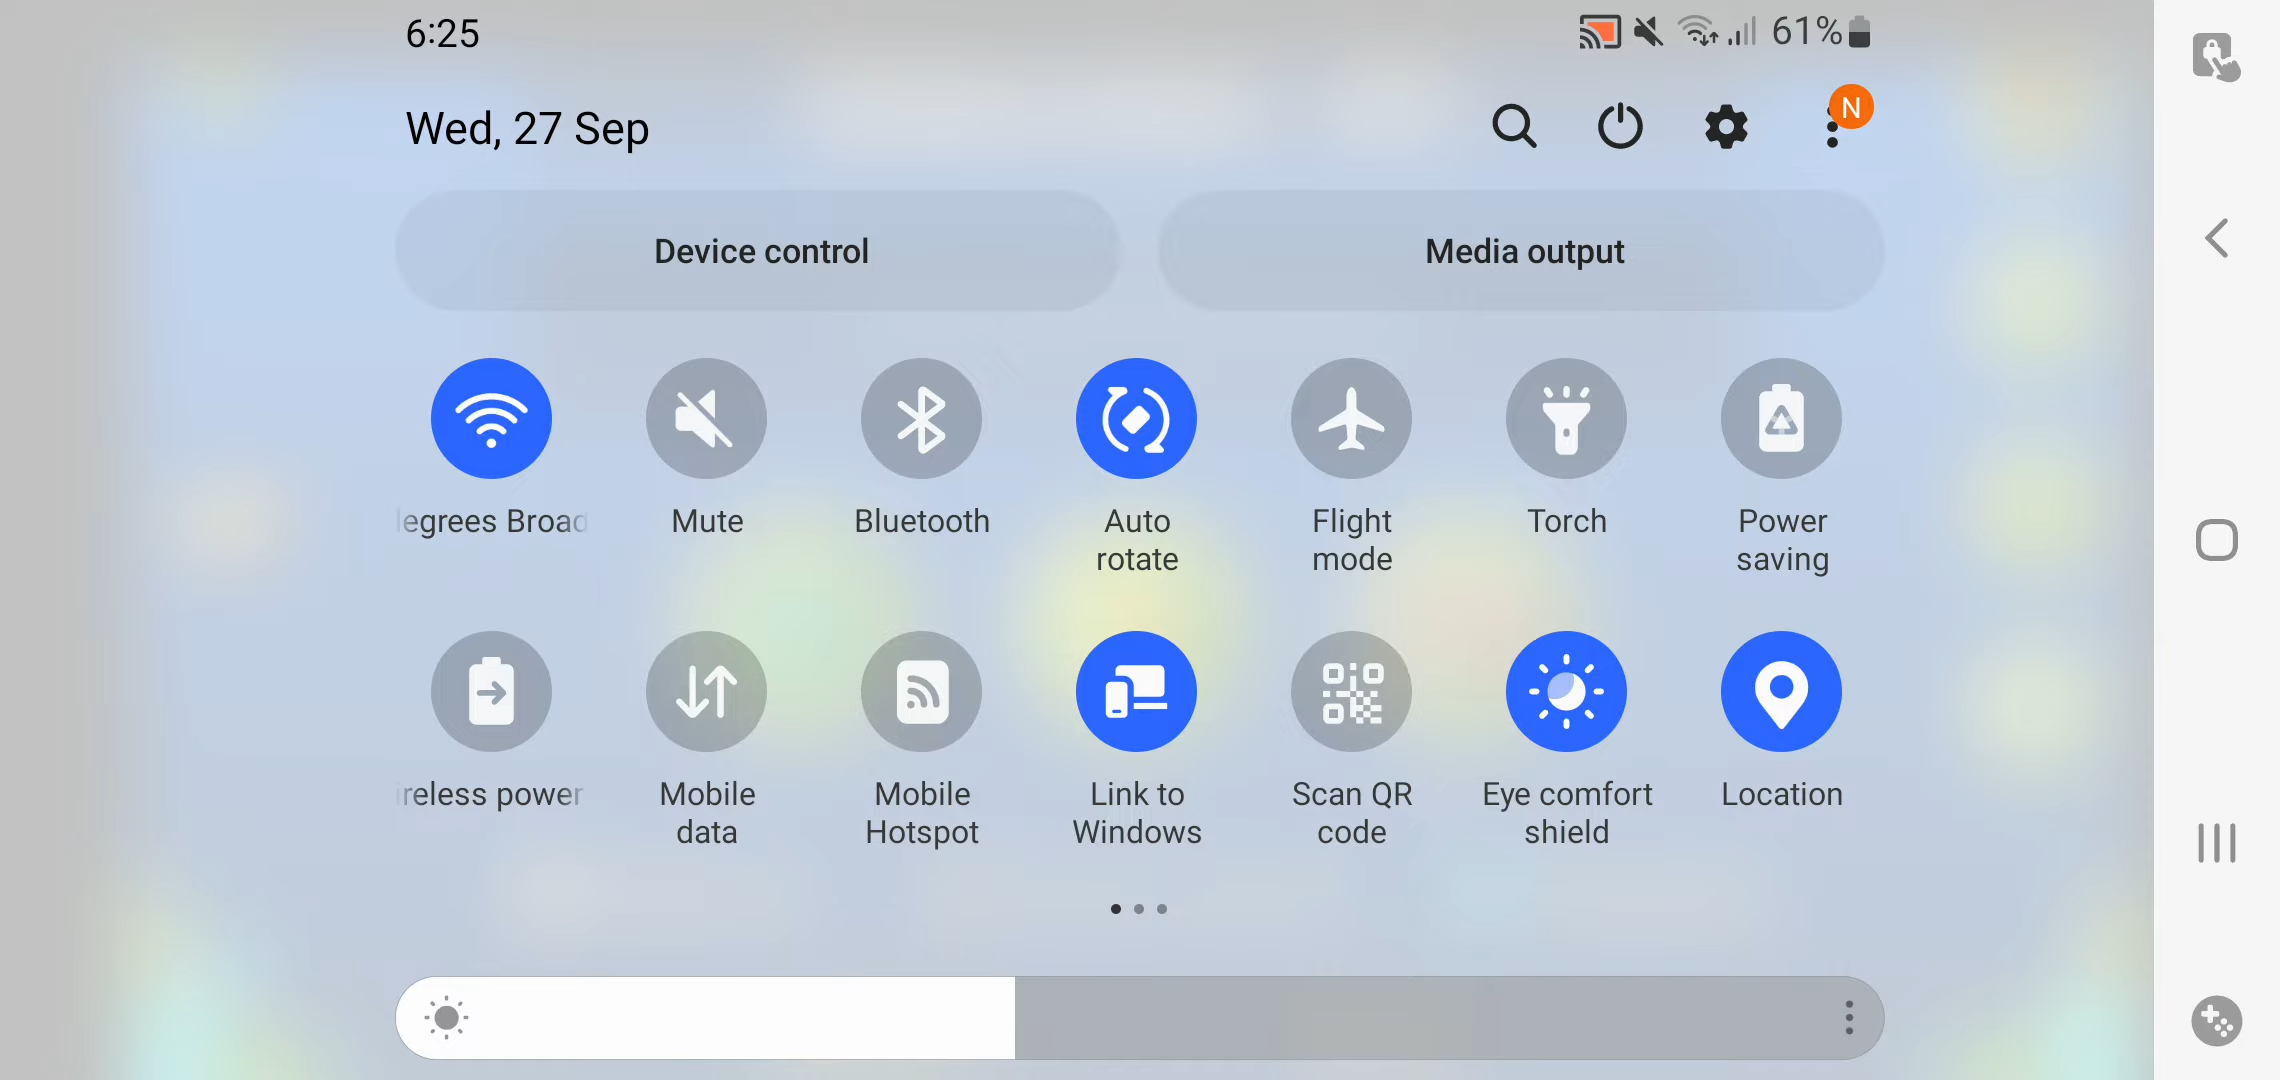 6:25
61%
Wed, 27 Sep
N
Device control
Media output
egrees Broad
Mute
Bluetooth
Auto
rotate
Flight
mode
Torch
Power
saving
reless power
Mobile
data
Mobile
Hotspot
Link to
Windows
Scan QR
code
Eye comfort
shield
Location